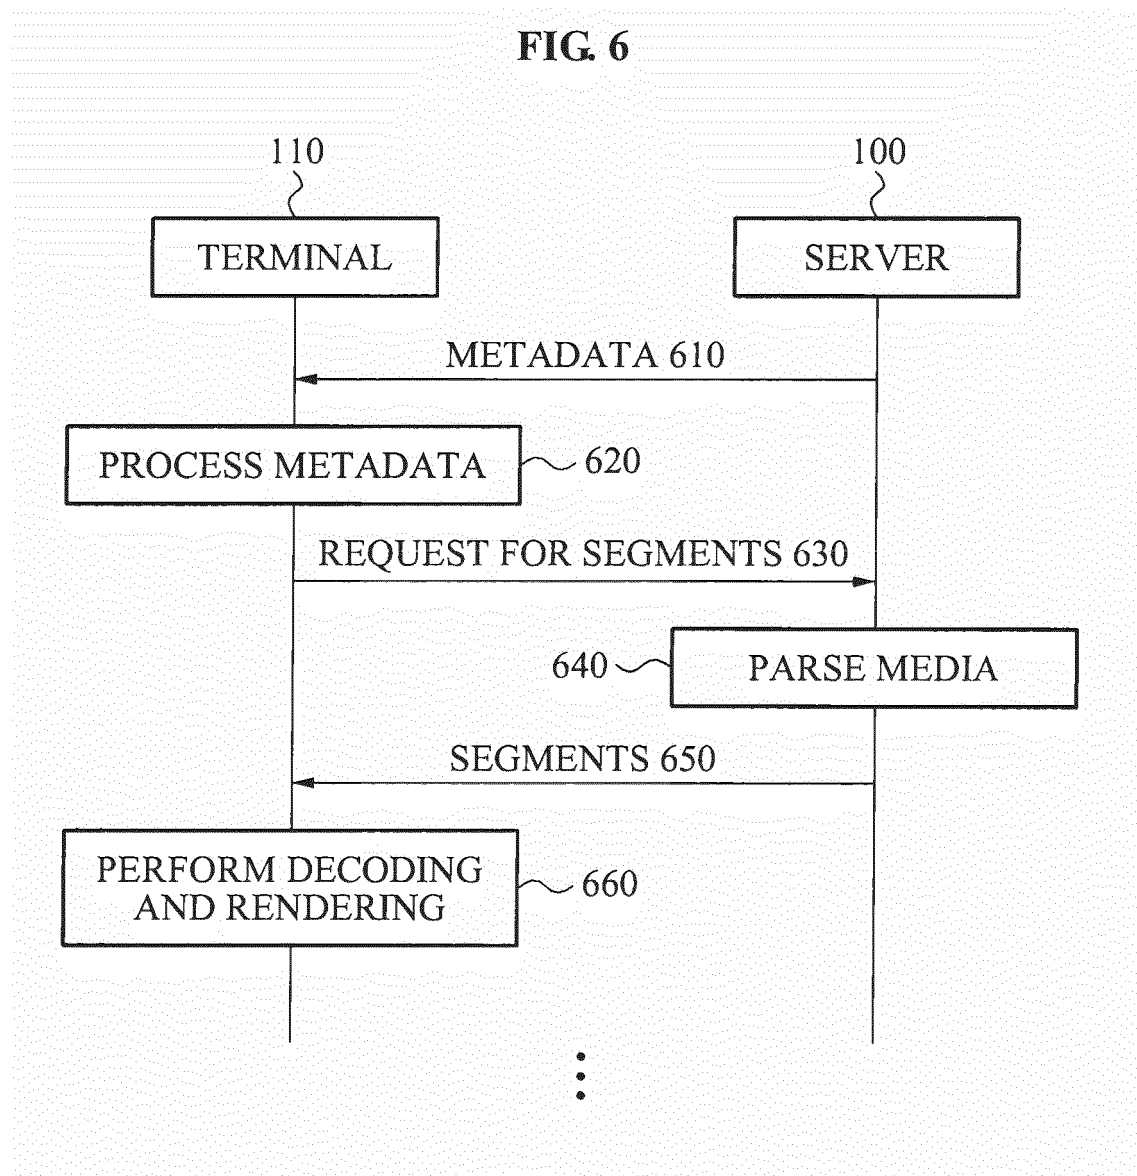 FIG. 6
110
100
TERMINAL
SERVER
METADATA 610
PROCESS METADATA
620
REQUEST FOR SEGMENTS 630
640
PARSE MEDIA
SEGMENTS 650
PERFORM DECODING
AND RENDERING
660